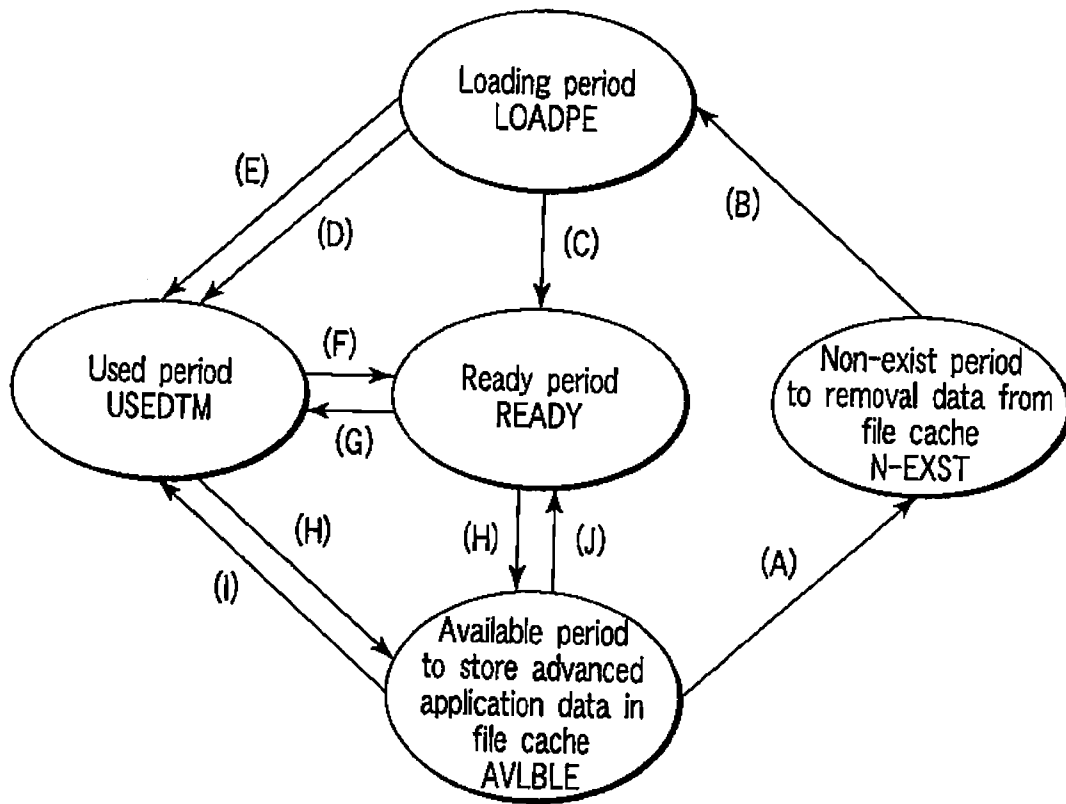 Loading period
LOADPE
(E)
(D)
(C)
(B)
Used period
USEDTM
(F)
(G)
Ready period
READY
Non-exist period
to removal data from
file cache
N-EXST
(H)
(I)
(H)
(J)
(A)
Available period
to store advanced
application data in
file cache
AVLBLE